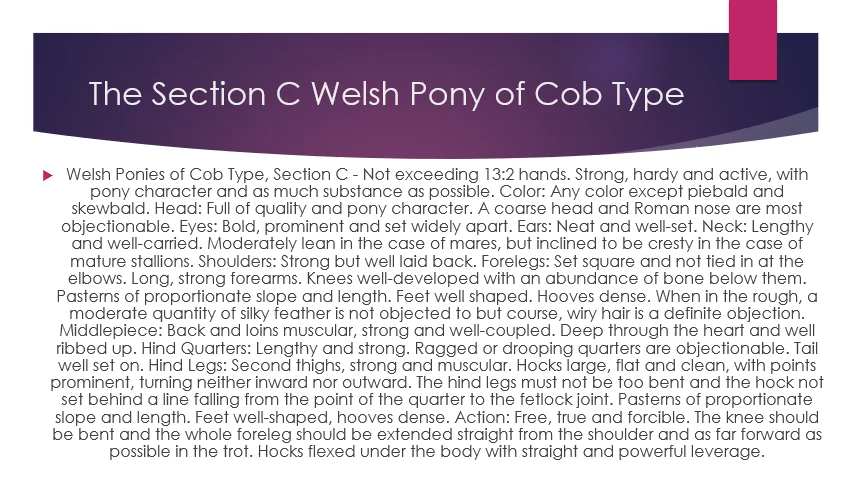 The Section C Welsh Pony of Cob Type
Welsh Ponies of Cob Type, Section C - Not exceeding 13:2 hands. Strong, hardy and active, with
pony character and as much substance as possible. Color: Any color except piebald and
skewbald. Head: Full of quality and pony character. A coarse head and Roman nose are most
objectionable. Eyes: Bold, prominent and set widely apart. Ears: Neat and well-set. Neck: Lengthy
and well-carried. Moderately lean in the case of mares, but inclined to be cresty in the case of
mature stallions. Shoulders: Strong but well laid back. Forelegs: Set square and not tied in at the
elbows. Long, strong forearms. Knees well-developed with an abundance of bone below them.
Pasterns of proportionate slope and length. Feet well shaped. Hooves dense. When in the rough, a
moderate quantity of silky feather is not objected to but course, wiry hair is a definite objection.
Middlepiece: Back and loins muscular, strong and well-coupled. Deep through the heart and well
ribbed up. Hind Quarters: Lengthy and strong. Ragged or drooping quarters are objectionable. Tail
well set on. Hind Legs: Second thighs, strong and muscular. Hocks large, flat and clean, with points
prominent, turning neither inward nor outward. The hind legs must not be too bent and the hock not
set behind a line falling from the point of the quarter to the fetlock joint. Pasterns of proportionate
slope and length. Feet well-shaped, hooves dense. Action: Free, true and forcible. The knee should
be bent and the whole foreleg should be extended straight from the shoulder and as far forward as
possible in the trot. Hocks flexed under the body with straight and powerful leverage.